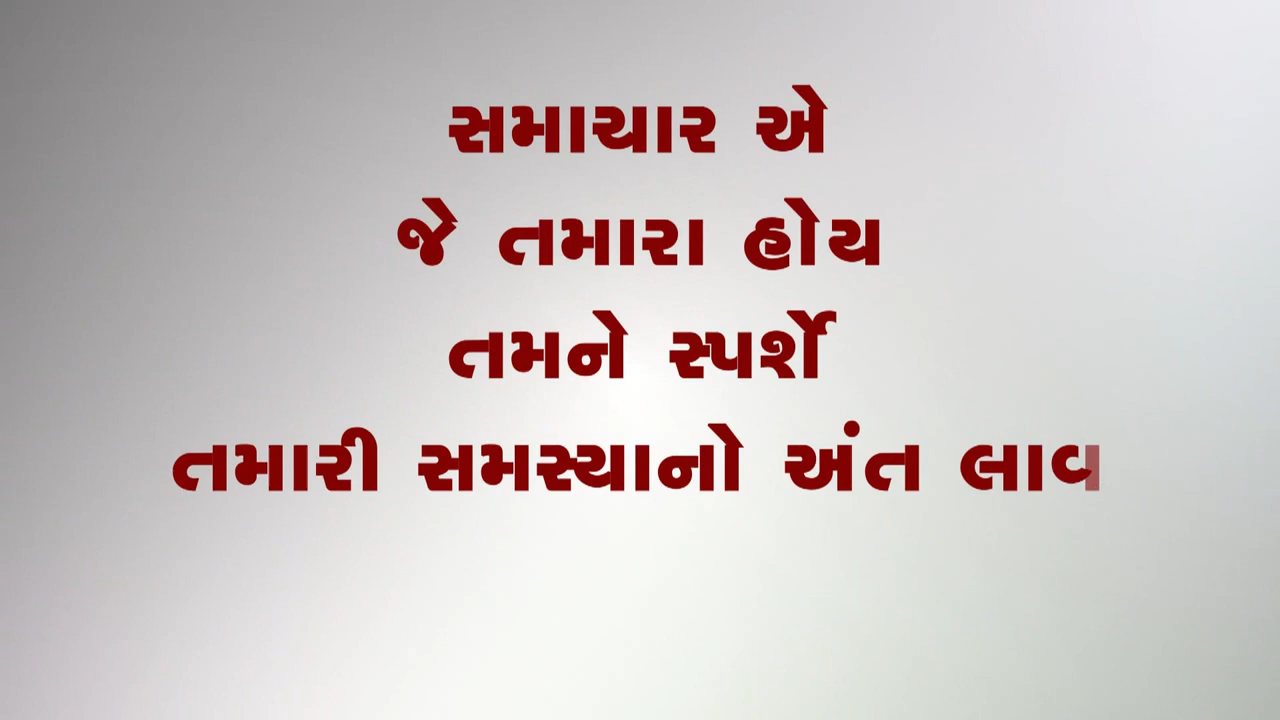 સમાચાર એ
જે તમારા હોય
તમને સ્પર્શે
તમારી સમસ્યાનો અંત લાવ